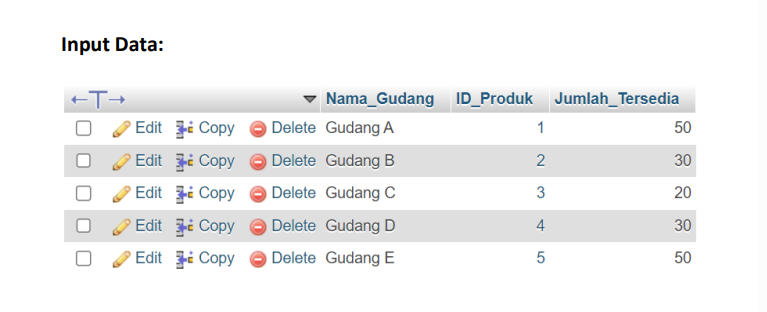 Input Data:
Nama_Gudang ID_Produk Jumlah_Tersedia
Edit Copy Delete Gudang A 1 50
Edit Copy Delete Gudang B 2 30
Edit Copy Delete Gudang C 3 20
Edit Copy Delete Gudang D 4 30
Edit Copy Delete Gudang E 5 50